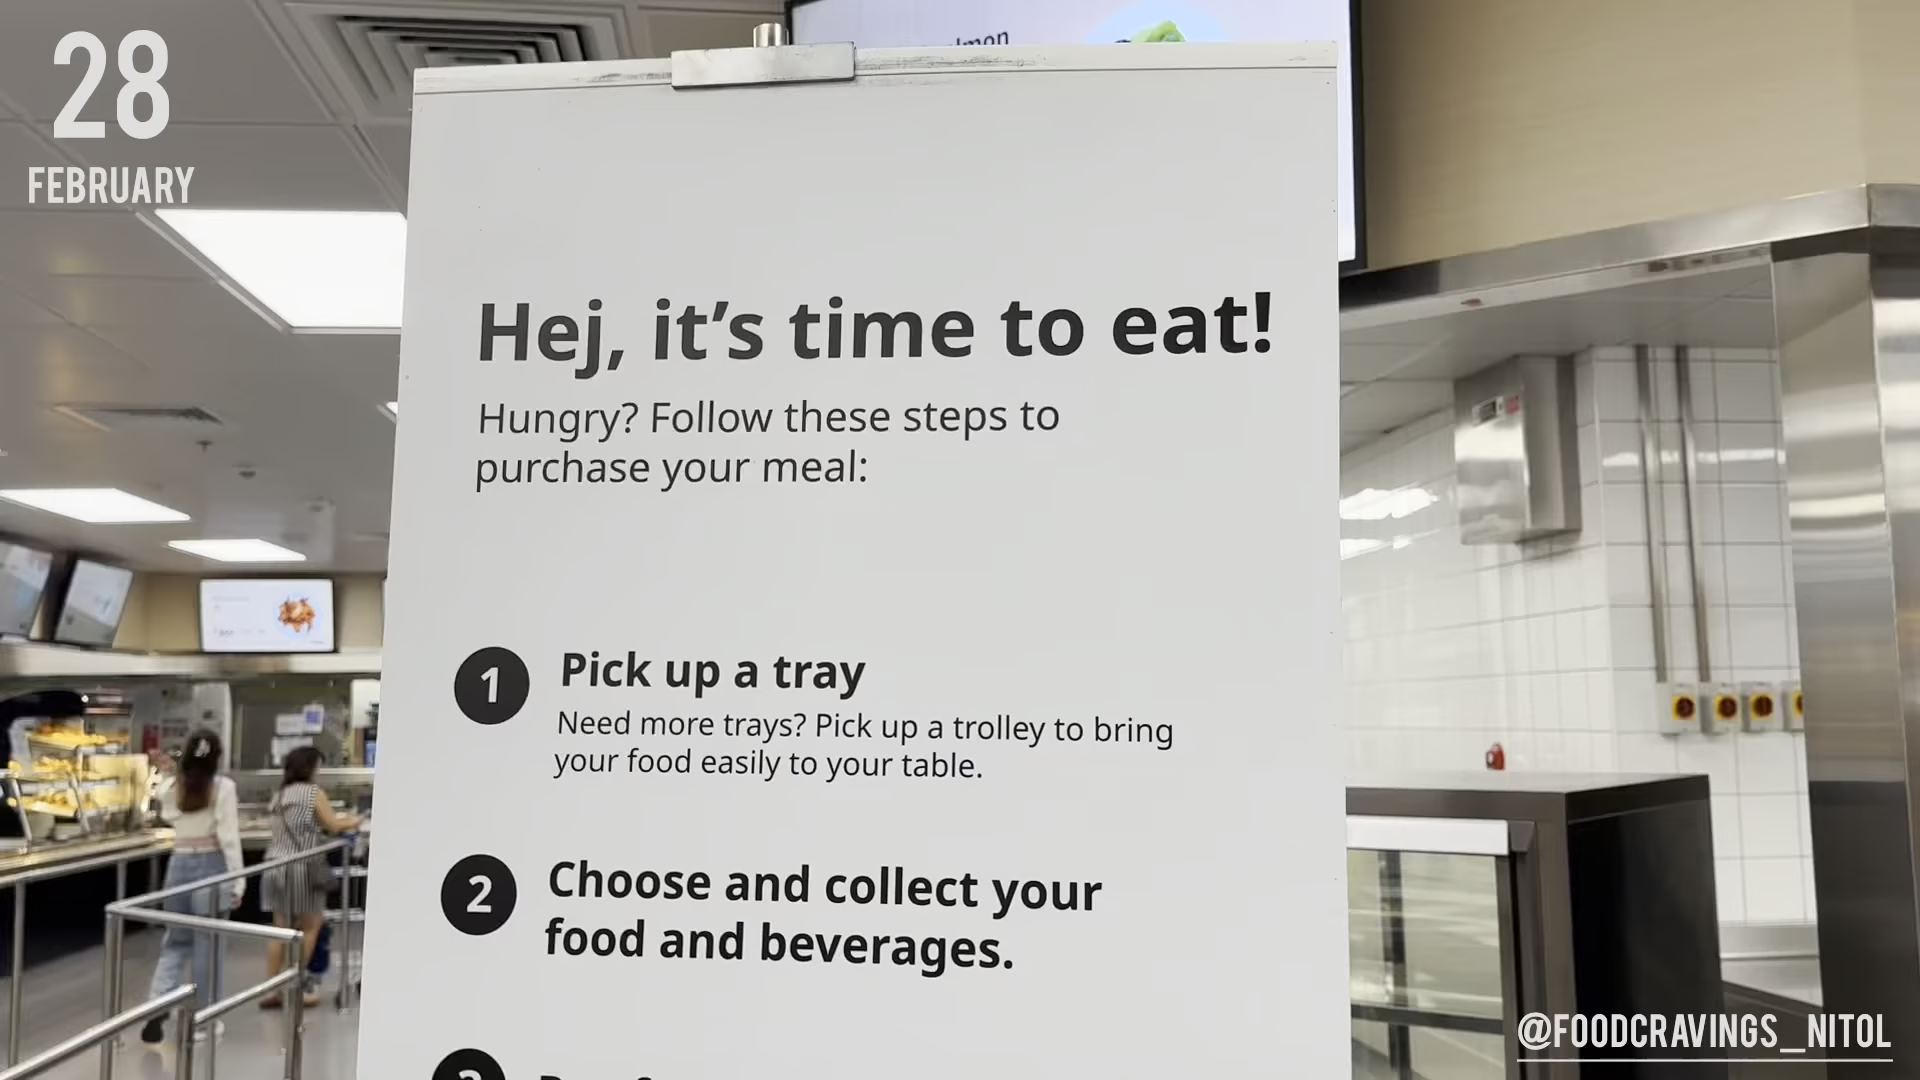 28
FEBRUARY
Hej, it's time to eat!
Hungry? Follow these steps to
purchase your meal:
1 Pick up a tray
Need more trays? Pick up a trolley to bring
your food easily to your table.
2 Choose and collect your
food and beverages.
@FOODCRAVINGS_NITOL